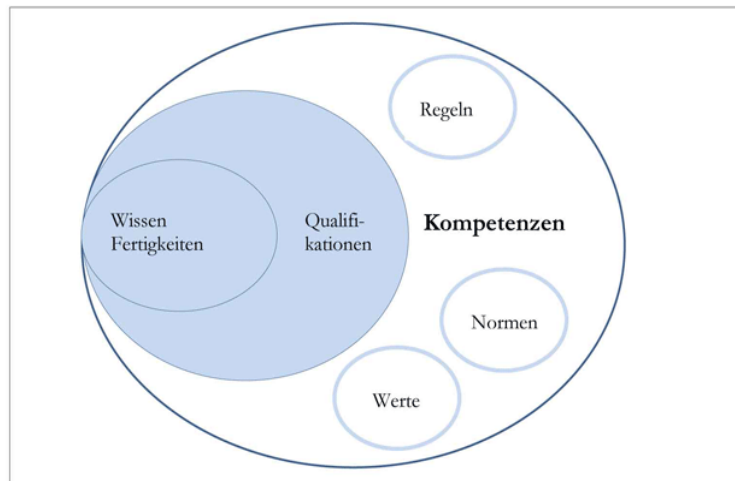 Regeln
Wissen
Fertigkeiten
Qualifi-
kationen
Kompetenzen
Normen
Werte